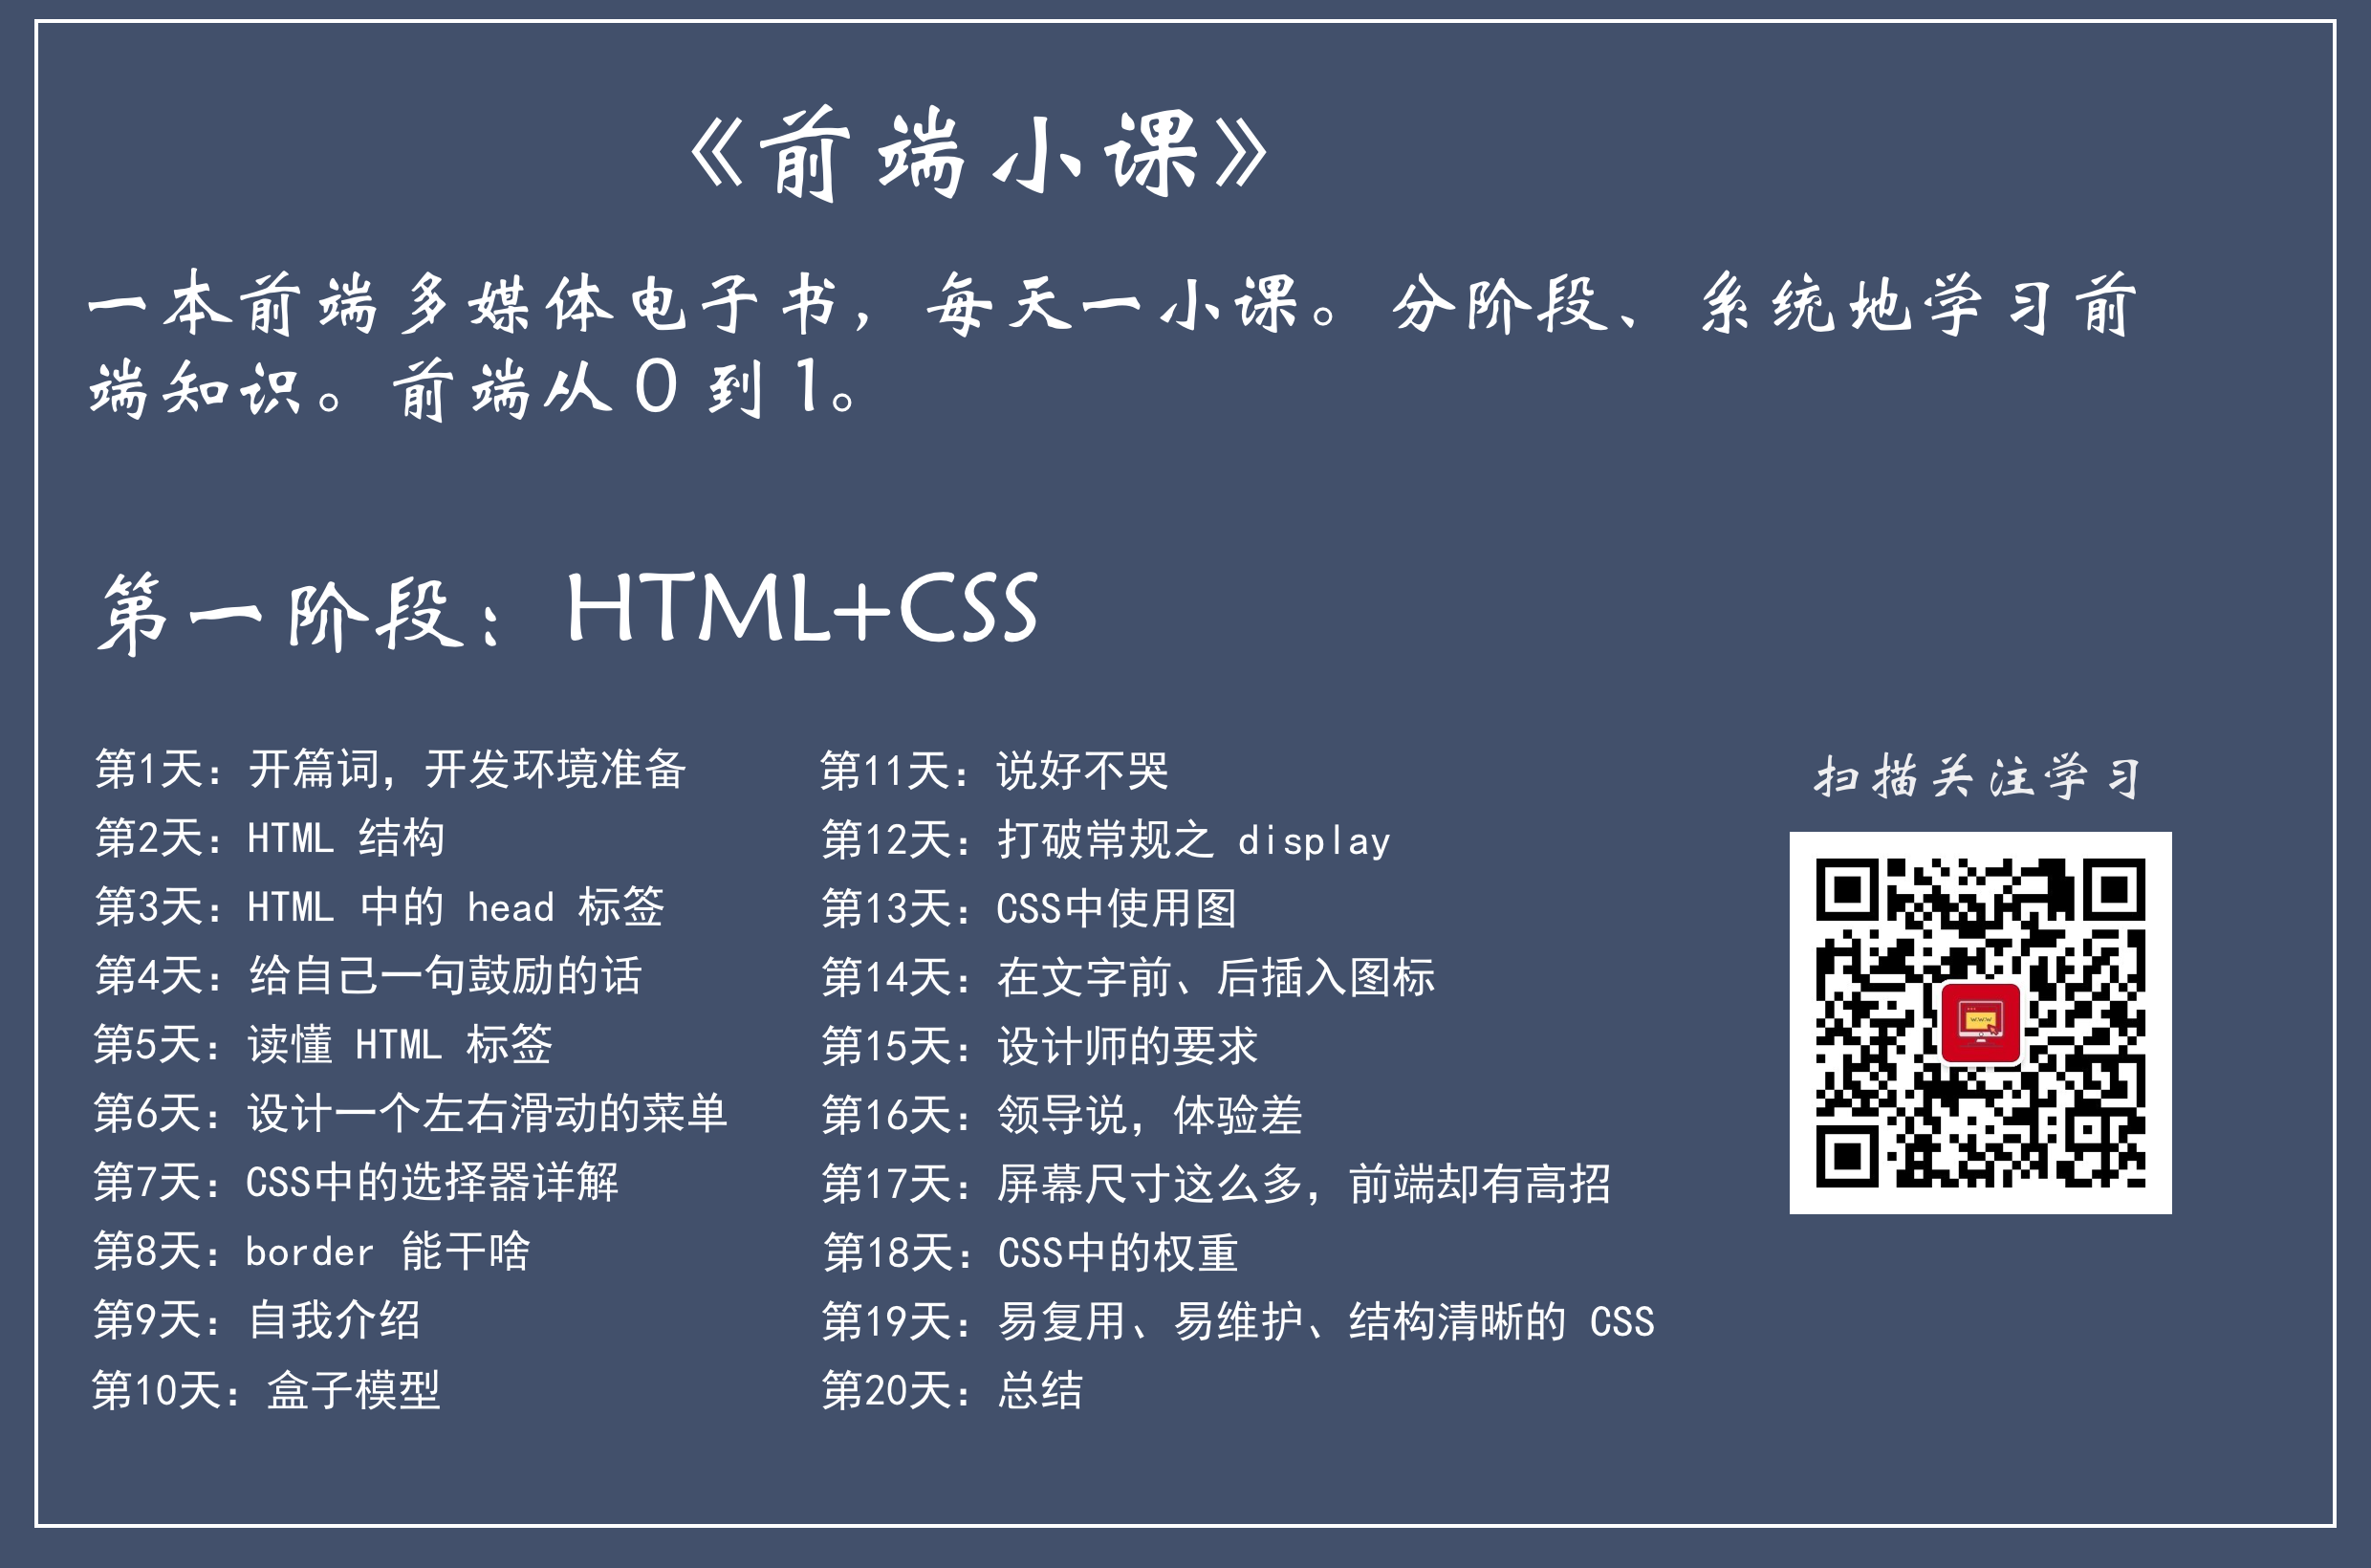 《前端小课》
一本前端多媒体电子书，每天一小课。分阶段、系统地学习前
端知识。前端从0到1。
第一阶段：HTML+CSS
第1天：开篇词，开发环境准备
第2天：HTML 结构
第3天：HTML 中的 head 标签
第4天：给自己一句鼓励的话
第5天：读懂 HTML 标签
第6天：设计一个左右滑动的菜单
第7天：CSS中的选择器详解
第8天：border 能干啥
第9天：自我介绍
第10天：盒子模型
第11天：说好不哭
第12天：打破常规之 display
第13天：CSS中使用图
第14天：在文字前、后插入图标
第15天：设计师的要求
第16天：领导说，体验差
第17天：屏幕尺寸这么多，前端却有高招
第18天：CSS中的权重
第19天：易复用、易维护、结构清晰的 CSS
第20天：总结
扫描关注学习
www